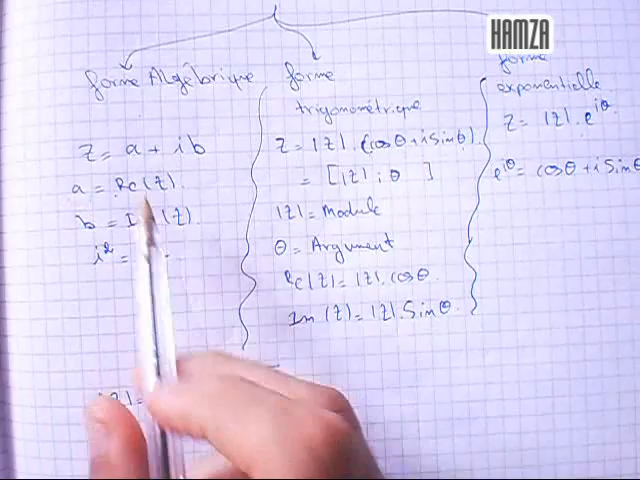 HAMZA
forme Algébrique
z = a + ib
a = Re(z).
b = I (z).
i² =
|z| =
forme
trigonométrique
z = |z| . (cosθ + i sinθ).
= [|z| ; θ ]
|z| = Module
θ = Argument
Re(z) = |z| . cosθ.
Im (z) = |z| . Sinθ.
forme
exponentielle
z = |z| . e^iθ
e^iθ = cosθ + i Sinθ